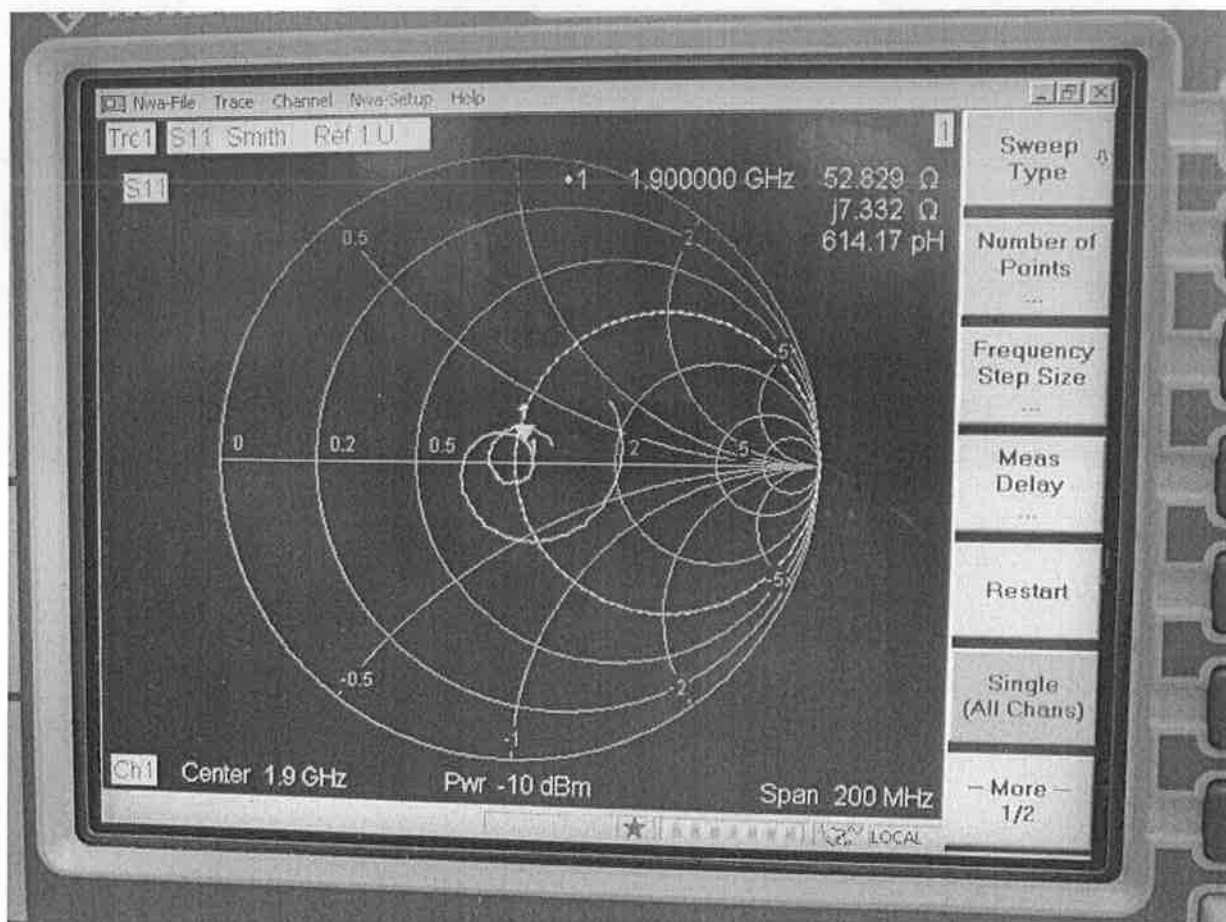 Nwa-File Trace Channel Nwa-Setup Help
Trc1 S11 Smith Ref 1 U
1
S11
•1 1.900000 GHz 52.829 Ω
j7.332 Ω
614.17 pH
1
0.5
2
5
1
0 0.2 0.5 1 2 5
-0.5
-1
-2
-5
Ch1 Center 1.9 GHz Pwr -10 dBm Span 200 MHz
LOCAL
Sweep
Type
Number of
Points
...
Frequency
Step Size
...
Meas
Delay
...
Restart
Single
(All Chans)
— More —
1/2